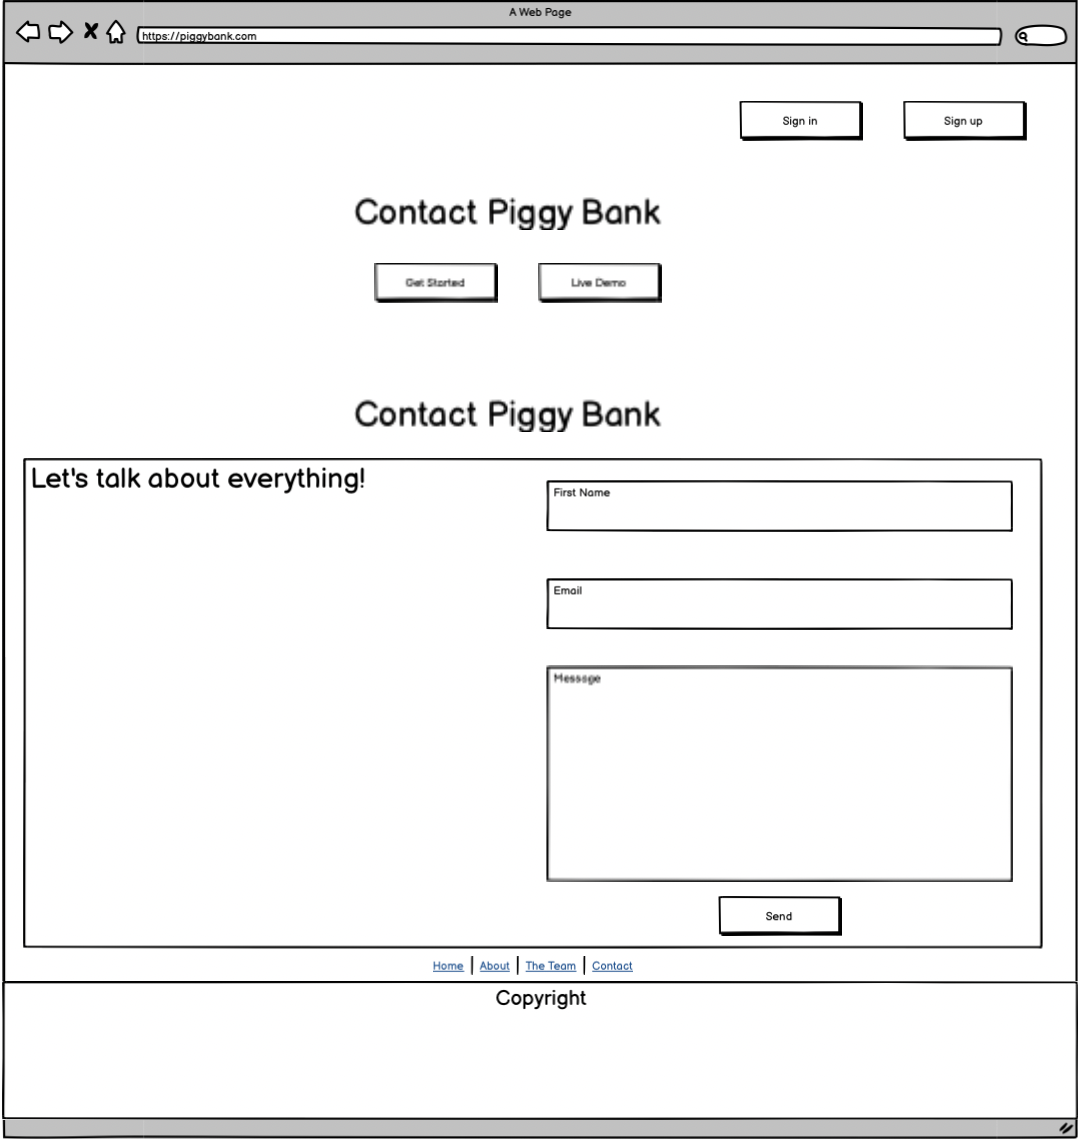 A Web Page
https://piggybank.com
Sign in
Sign up
Contact Piggy Bank
Get Started
Live Demo
Contact Piggy Bank
Let's talk about everything!
First Name
Email
Message
Send
Home | About | The Team | Contact
Copyright